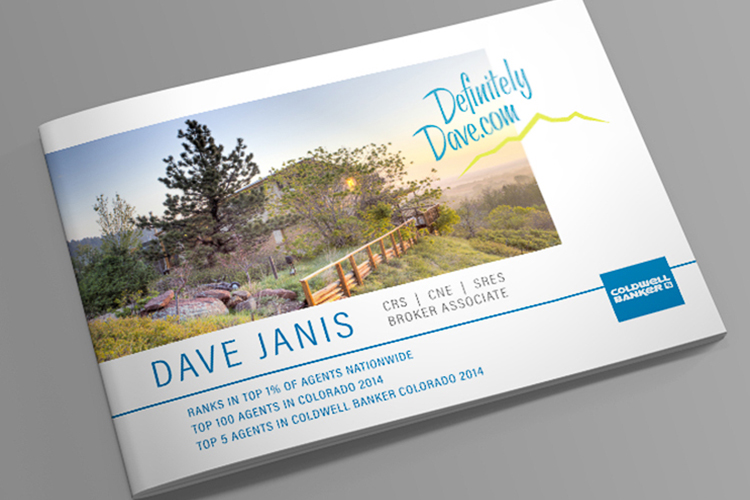 Definitely
Dave.com
DAVE JANIS
CRS | CNE | SRES
BROKER ASSOCIATE
COLDWELL
BANKER
RANKS IN TOP 1% OF AGENTS NATIONWIDE
TOP 100 AGENTS IN COLORADO 2014
TOP 5 AGENTS IN COLDWELL BANKER COLORADO 2014